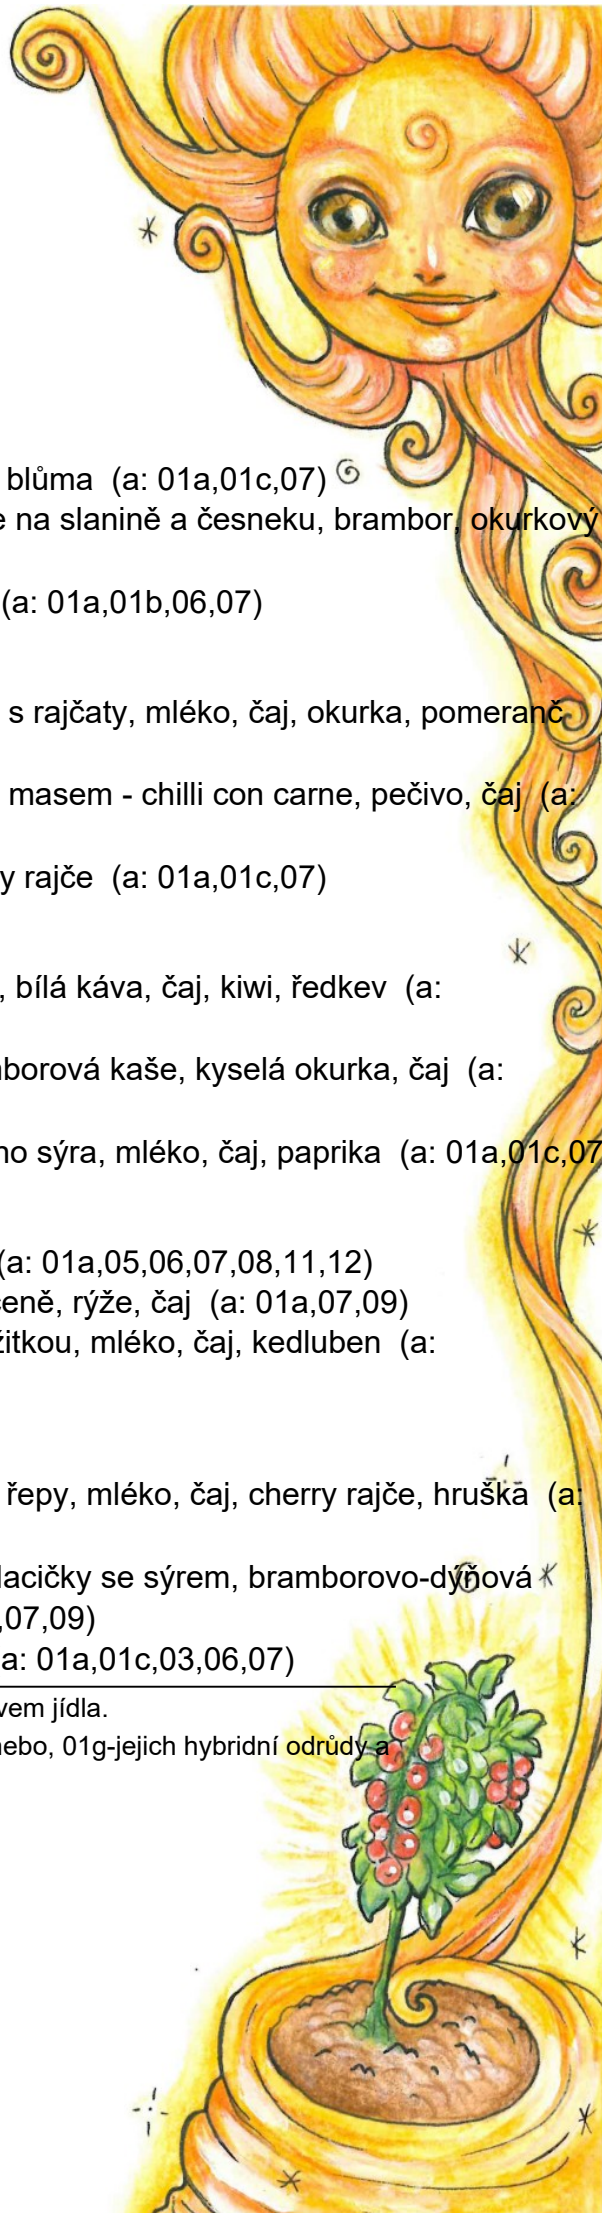 blůma (a: 01a,01c,07)
e na slanině a česneku, brambor, okurkový
(a: 01a,01b,06,07)
s rajčaty, mléko, čaj, okurka, pomeranč
masem - chilli con carne, pečivo, čaj (a:
y rajče (a: 01a,01c,07)
, bílá káva, čaj, kiwi, ředkev (a:
borová kaše, kyselá okurka, čaj (a:
ho sýra, mléko, čaj, paprika (a: 01a,01c,07
(a: 01a,05,06,07,08,11,12)
eně, rýže, čaj (a: 01a,07,09)
žitkou, mléko, čaj, kedluben (a:
řepy, mléko, čaj, cherry rajče, hruška (a:
lacičky se sýrem, bramborovo-dýňová
,07,09)
a: 01a,01c,03,06,07)
vem jídla.
nebo, 01g-jejich hybridní odrůdy a